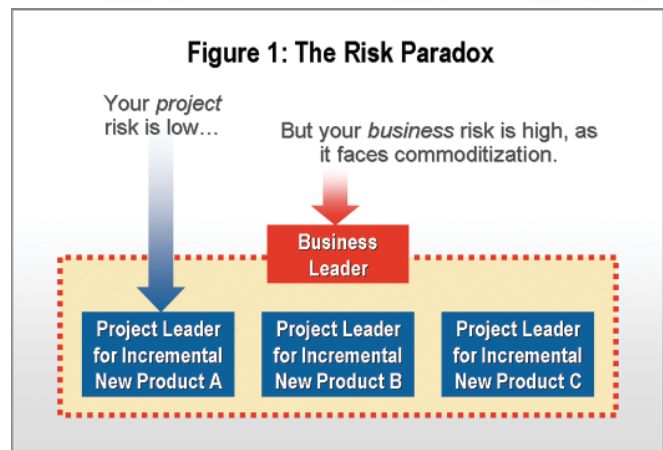 Figure 1: The Risk Paradox
Your project
risk is low…
But your business risk is high, as
it faces commoditization.
Business
Leader
Project Leader
for Incremental
New Product A
Project Leader
for Incremental
New Product B
Project Leader
for Incremental
New Product C